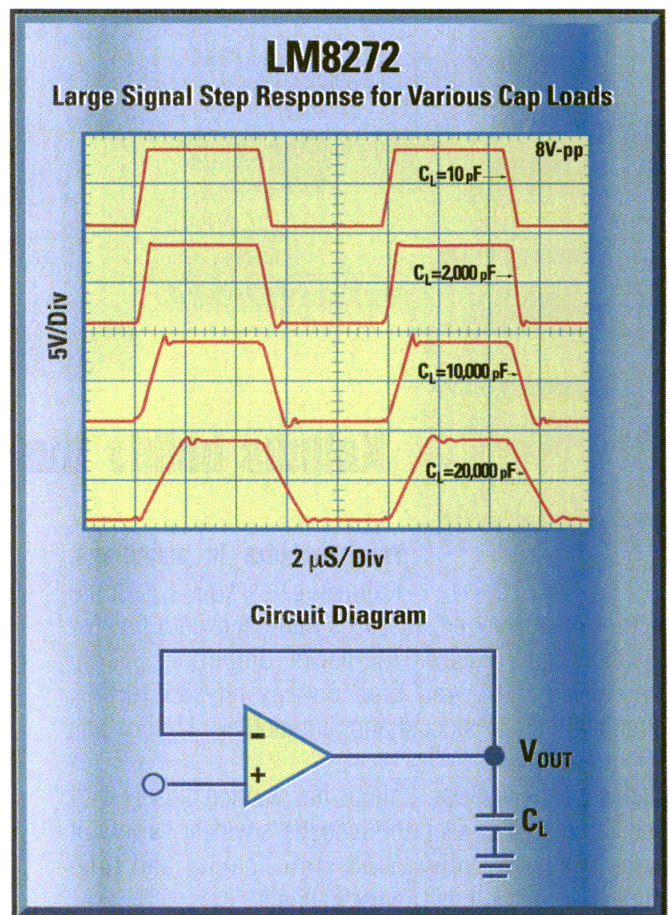 LM8272
Large Signal Step Response for Various Cap Loads
8V-pp
CL=10 pF
CL=2,000 pF
5V/Div
CL=10,000 pF
CL=20,000 pF
2 µS/Div
Circuit Diagram
-
+
VOUT
CL